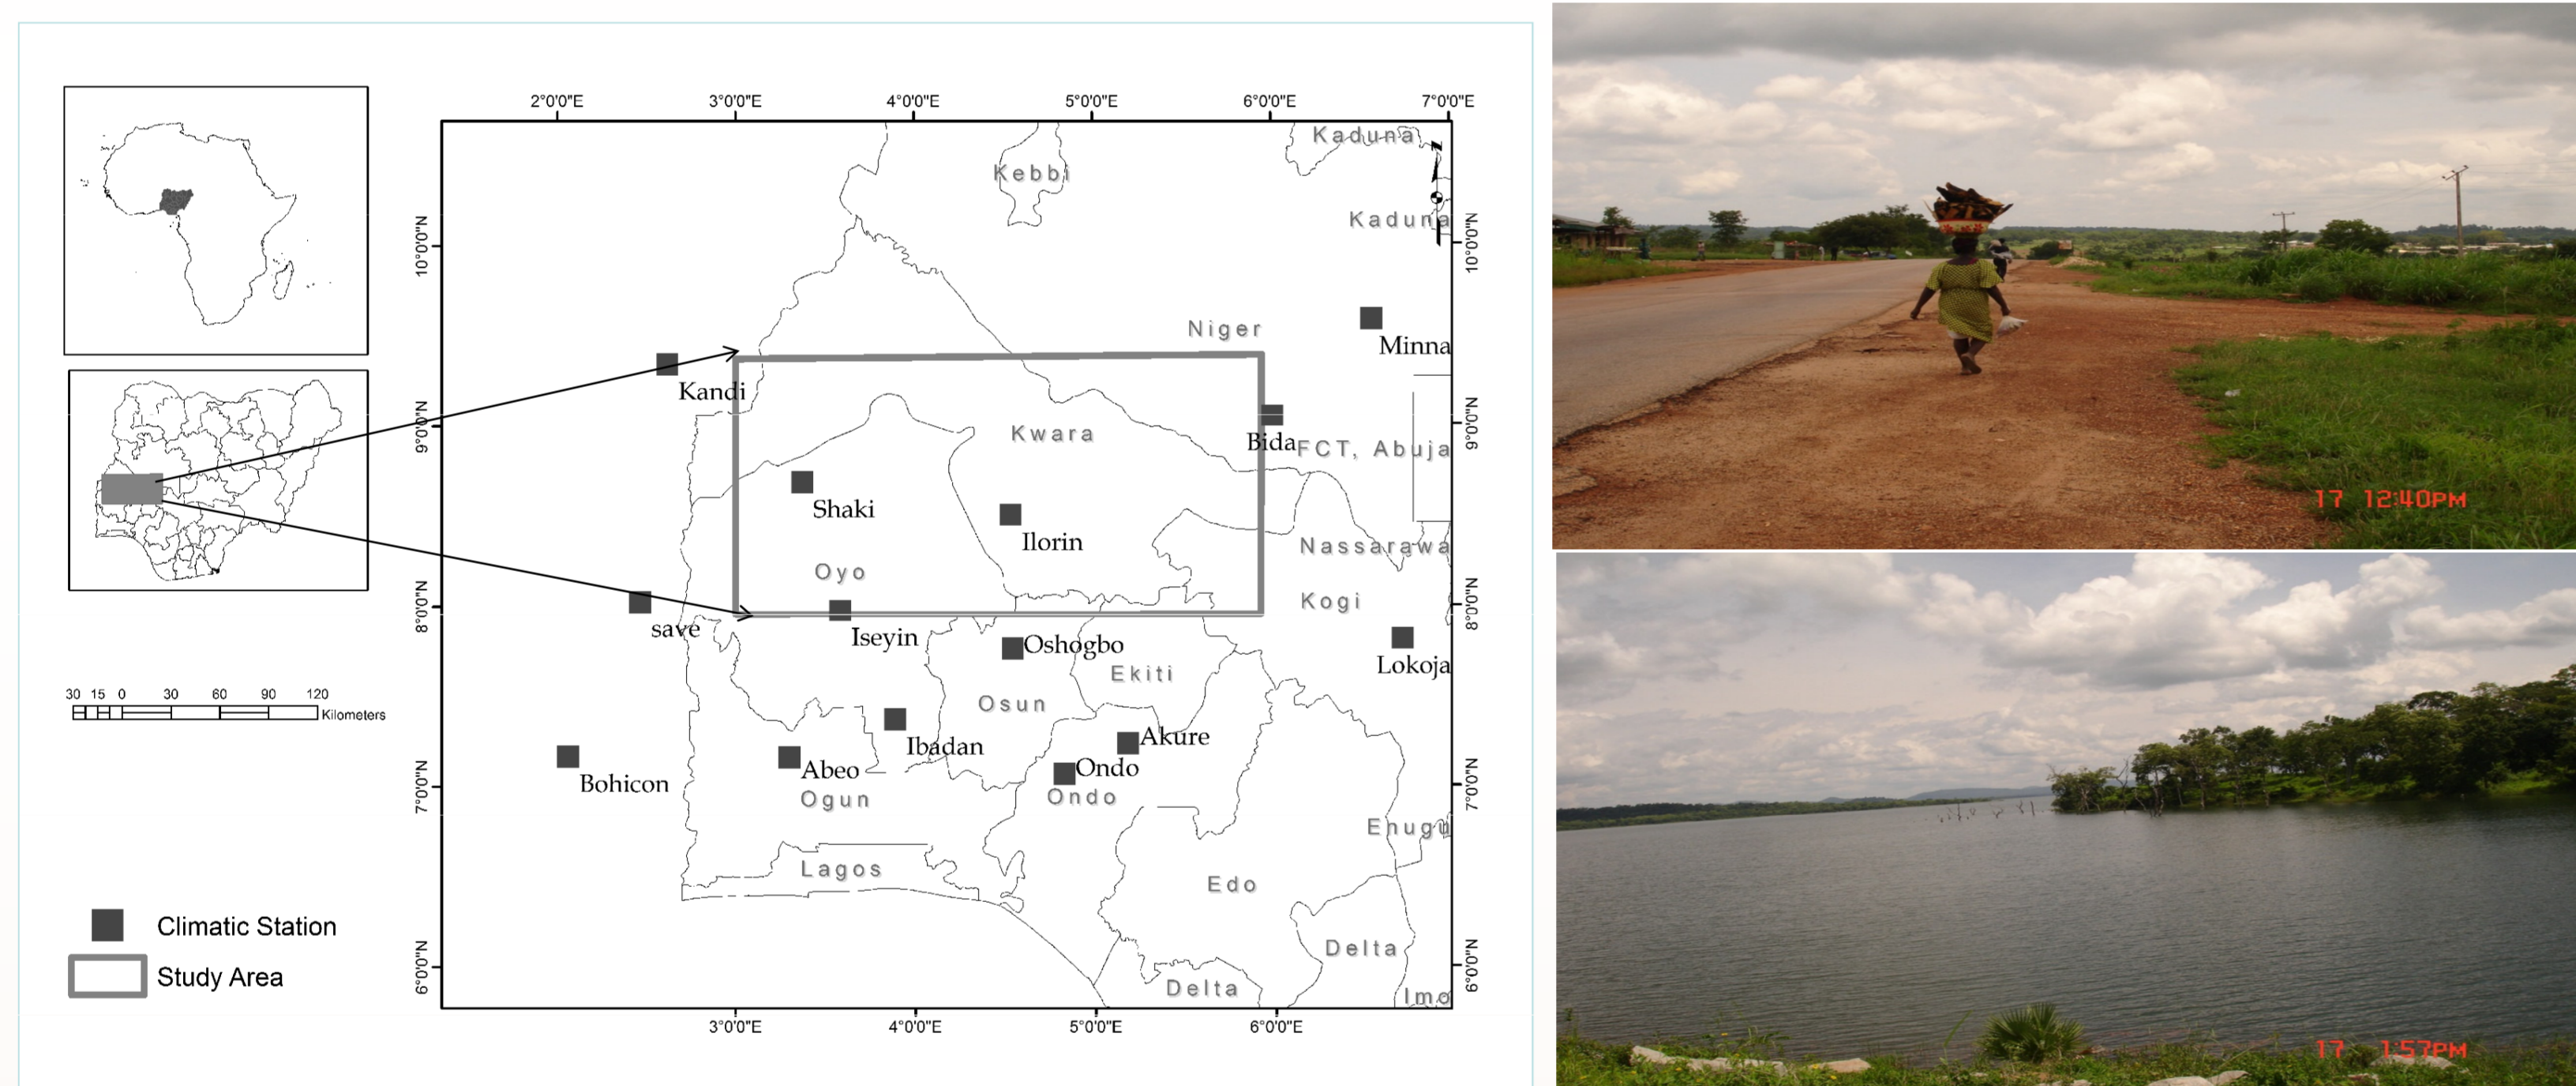 2°0'0"E 3°0'0"E 4°0'0"E 5°0'0"E 6°0'0"E 7°0'0"E
Kaduna
Kebbi
Kaduna
10°0'0"N 10°0'0"N
Niger
Minna
Kandi
9°0'0"N 9°0'0"N
Kwara
Bida
FCT, Abuja
Shaki
Ilorin
Nassarawa
Oyo
Kogi
8°0'0"N 8°0'0"N
save
Iseyin
Oshogbo
Lokoja
Ekiti
Osun
30 15 0 30 60 90 120
Kilometers
Akure
Ibadan
Ondo
Abeo
Bohicon
7°0'0"N 7°0'0"N
Ogun
Ondo
Enugu
Lagos
Edo
Climatic Station
Delta
6°0'0"N 6°0'0"N
Study Area
Delta
Imo
3°0'0"E 4°0'0"E 5°0'0"E 6°0'0"E
N
17 12:40PM
17 1:57PM